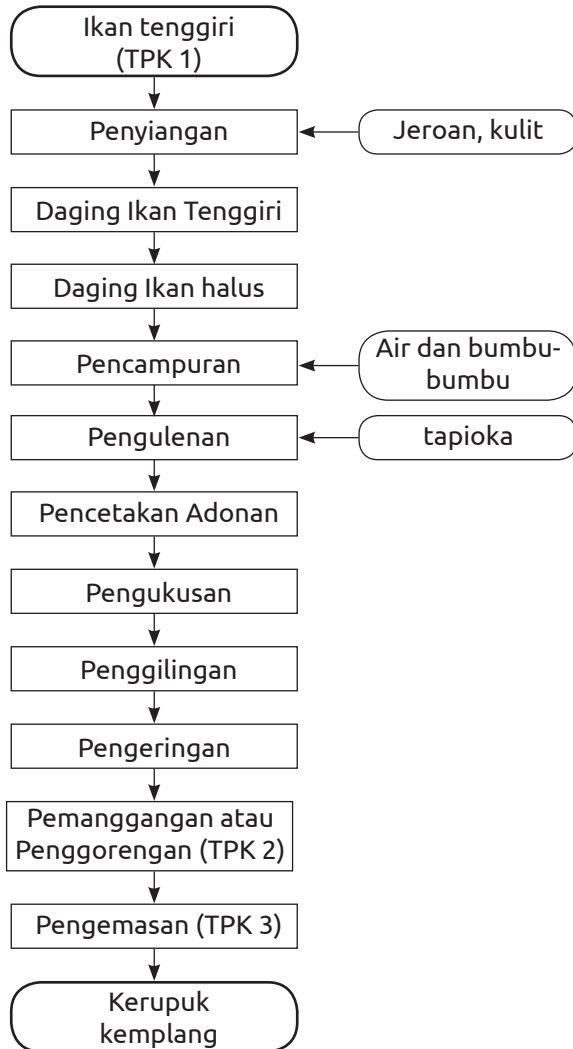 Ikan tenggiri
(TPK 1)
Penyiangan
Jeroan, kulit
Daging Ikan Tenggiri
Daging Ikan halus
Pencampuran
Air dan bumbu-
bumbu
Pengulenan
tapioka
Pencetakan Adonan
Pengukusan
Penggilingan
Pengeringan
Pemanggangan atau
Penggorengan (TPK 2)
Pengemasan (TPK 3)
Kerupuk
kemplang